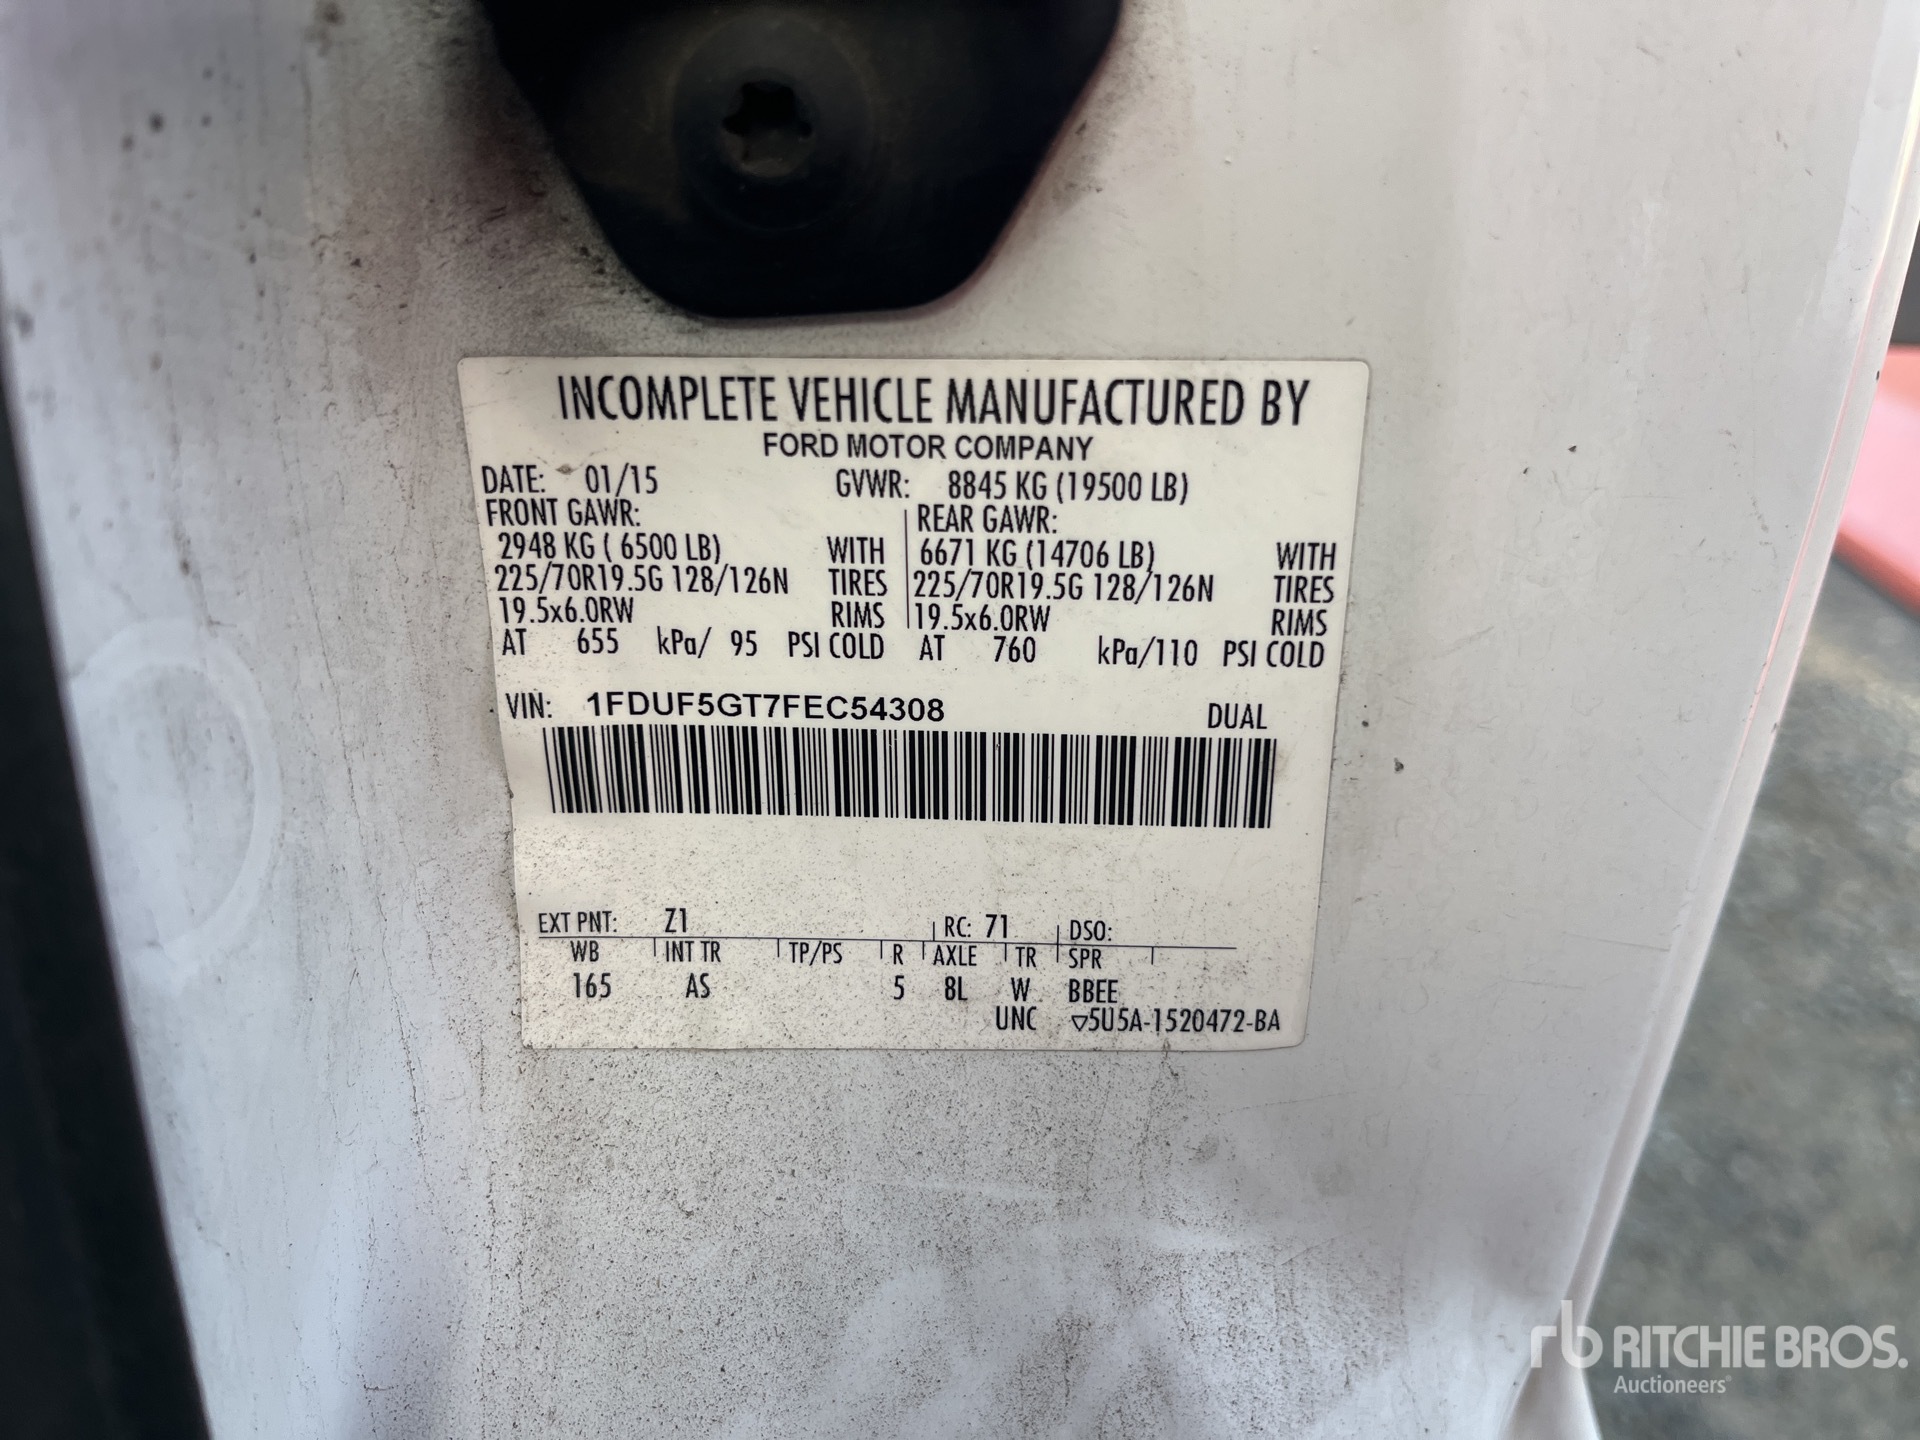 INCOMPLETE VEHICLE MANUFACTURED BY
FORD MOTOR COMPANY
DATE: 01/15 GVWR: 8845 KG (19500 LB)
FRONT GAWR: REAR GAWR:
2948 KG ( 6500 LB) WITH 6671 KG (14706 LB) WITH
225/70R19.5G 128/126N TIRES 225/70R19.5G 128/126N TIRES
19.5x6.0RW RIMS 19.5x6.0RW RIMS
AT 655 kPa/ 95 PSI COLD AT 760 kPa/110 PSI COLD
VIN: 1FDUF5GT7FEC54308 DUAL
EXT PNT: Z1 RC: 71 DSO:
WB INT TR TP/PS R AXLE TR SPR
165 AS 5 8L W BBEE
UNC ▽5U5A-1520472-BA
rb RITCHIE BROS.
Auctioneers